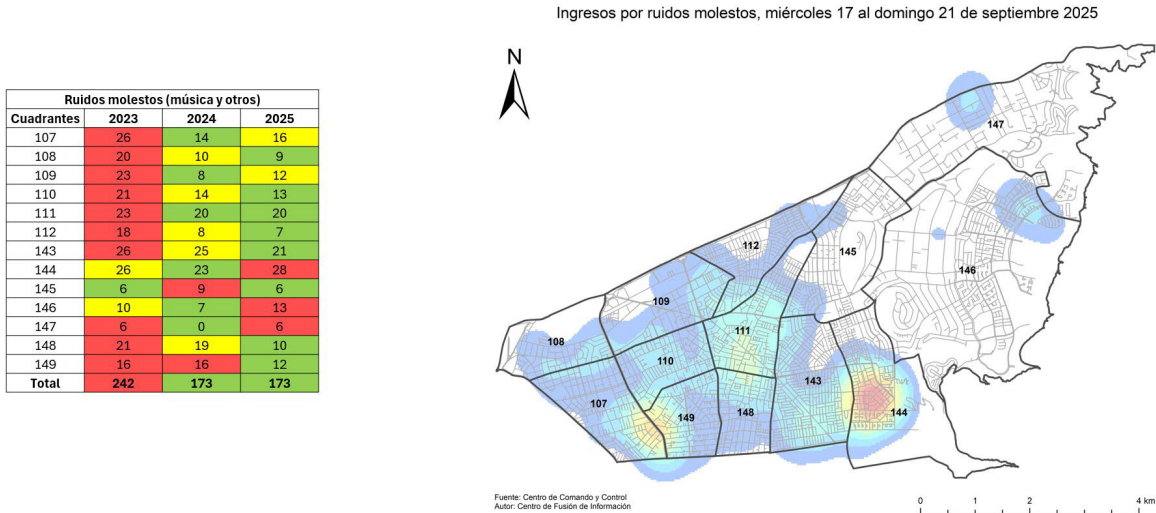 Ingresos por ruidos molestos, miércoles 17 al domingo 21 de septiembre 2025
Ruidos molestos (música y otros)
Cuadrantes 2023 2024 2025
107 26 14 16
108 20 10 9
109 23 8 12
110 21 14 13
111 23 20 20
112 18 8 7
143 26 25 21
144 26 23 28
145 6 9 6
146 10 7 13
147 6 0 6
148 21 19 10
149 16 16 12
Total 242 173 173
N
147
112
145
146
109
111
108
110
143
107
149
148
144
Fuente: Centro de Comando y Control
Autor: Centro de Fusión de Información
0 1 2 4 km